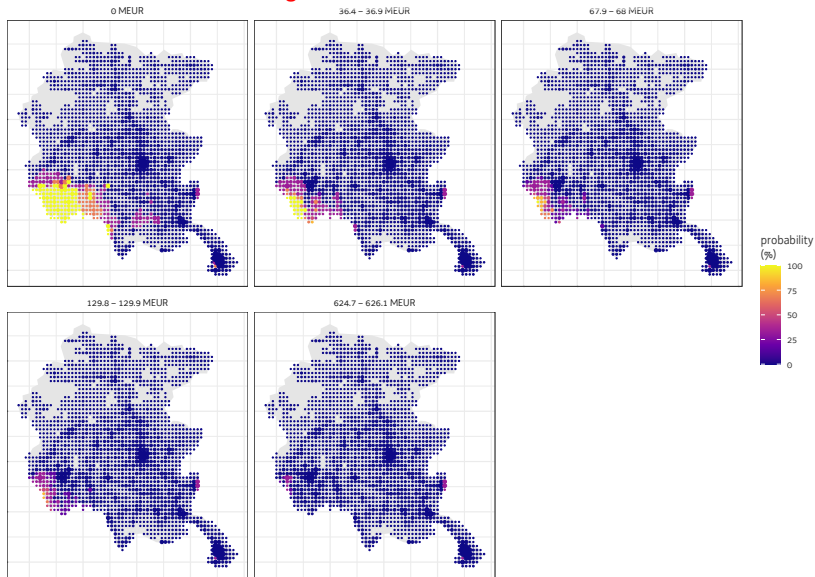 0 MEUR
36.4 – 36.9 MEUR
67.9 – 68 MEUR
probability
(%)
100
75
50
25
0
129.8 – 129.9 MEUR
624.7 – 626.1 MEUR